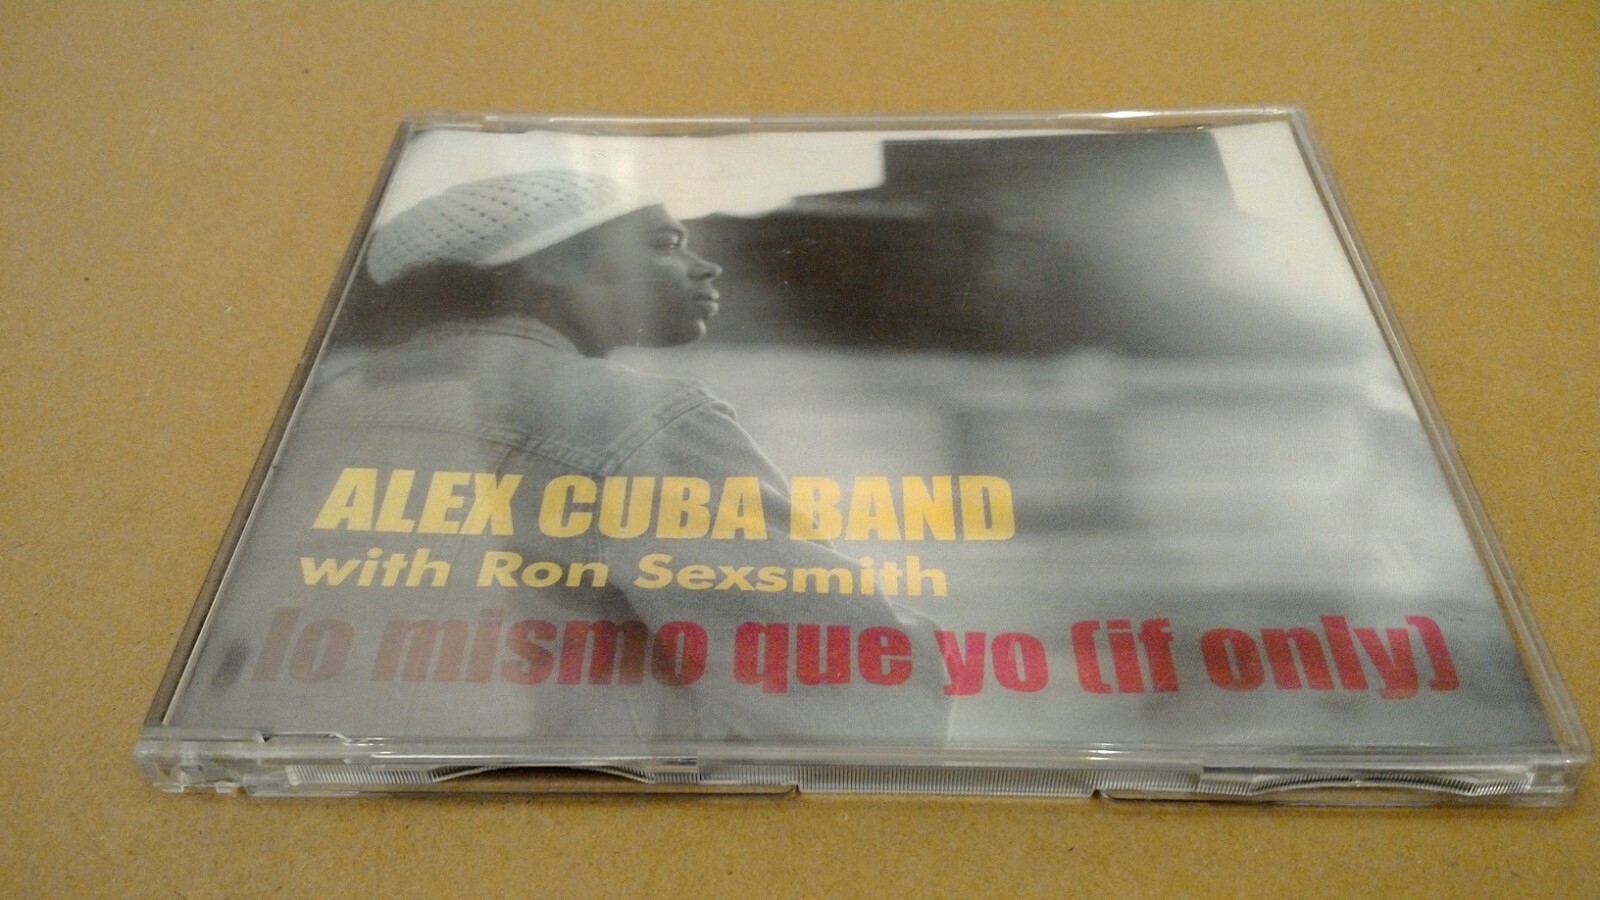 ALEX CUBA BAND
with Ron Sexsmith
lo mismo que yo (if only)